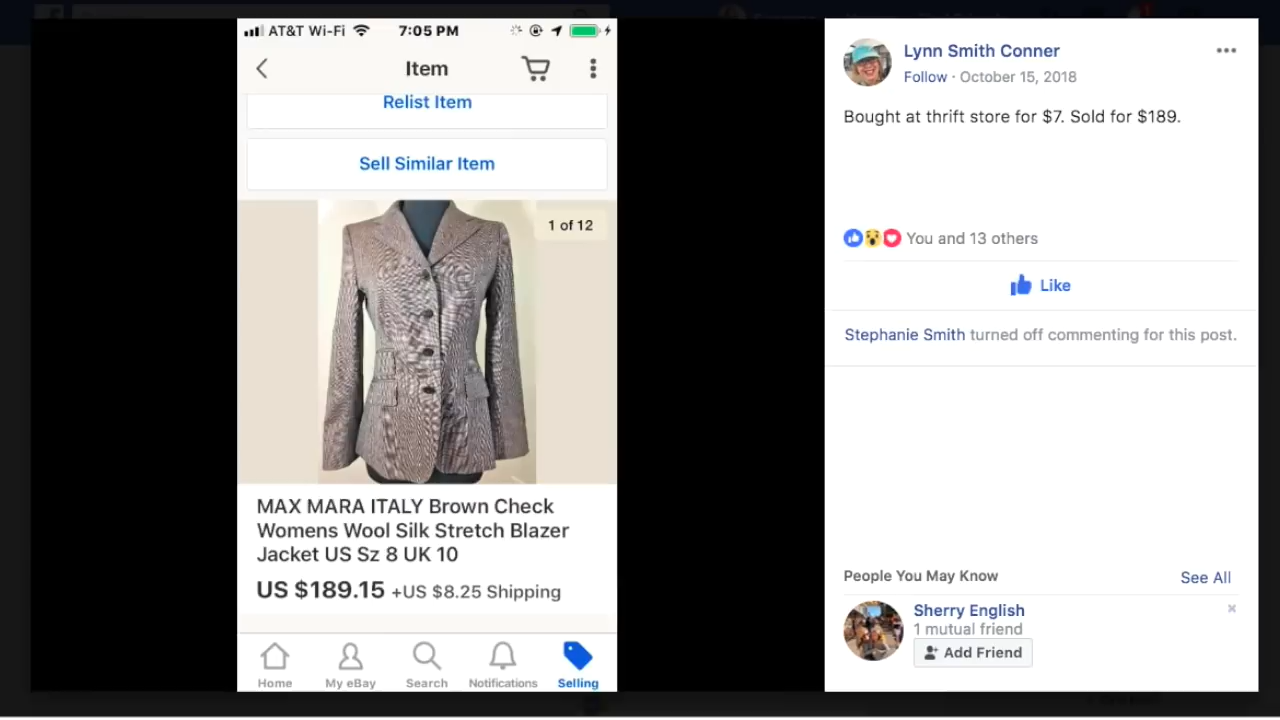 AT&T Wi-Fi 7:05 PM
Item
Relist Item
Sell Similar Item
1 of 12
MAX MARA ITALY Brown Check
Womens Wool Silk Stretch Blazer
Jacket US Sz 8 UK 10
US $189.15 +US $8.25 Shipping
Home My eBay Search Notifications Selling
Lynn Smith Conner
Follow · October 15, 2018
Bought at thrift store for $7. Sold for $189.
You and 13 others
Like
Stephanie Smith turned off commenting for this post.
People You May Know See All
Sherry English
1 mutual friend
Add Friend